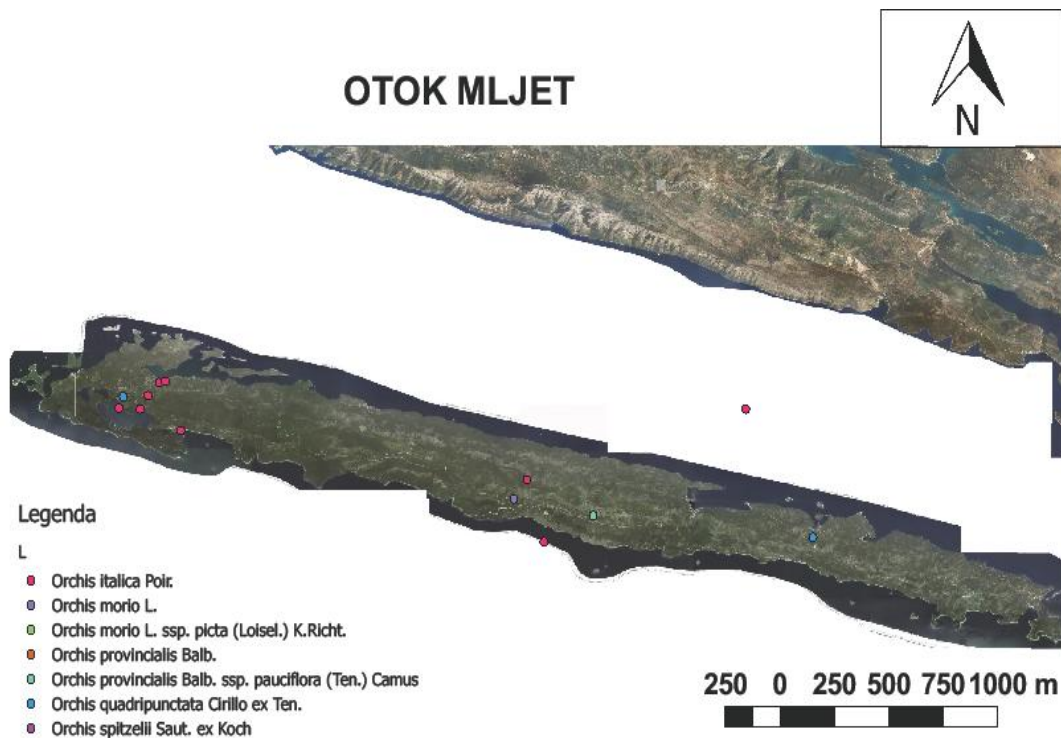 OTOK MLJET
N
Legenda
L
Orchis italica Poir.
Orchis morio L.
Orchis morio L. ssp. picta (Loisel.) K.Richt.
Orchis provincialis Balb.
Orchis provincialis Balb. ssp. pauciflora (Ten.) Camus
Orchis quadripunctata Cirillo ex Ten.
Orchis spitzelii Saut. ex Koch
250 0 250 500 750 1000 m